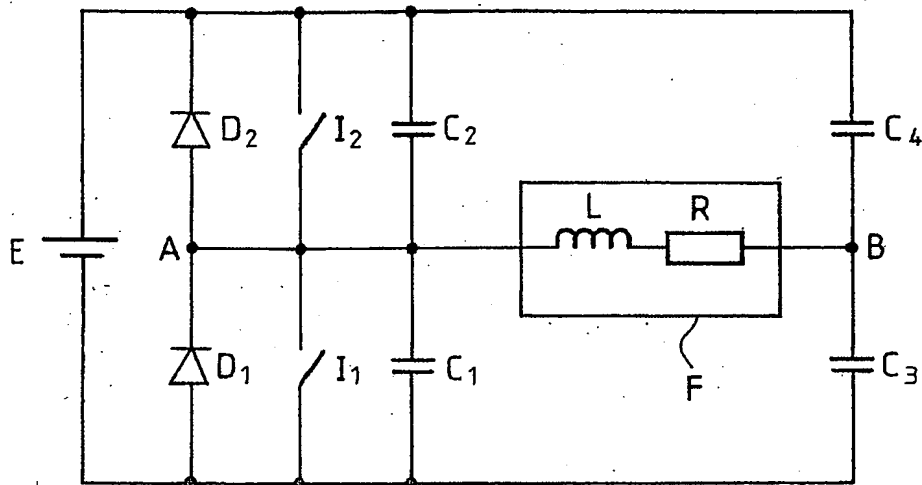 D₂ I₂ C₂ C₄
L R
E A B
D₁ I₁ C₁ C₃
F